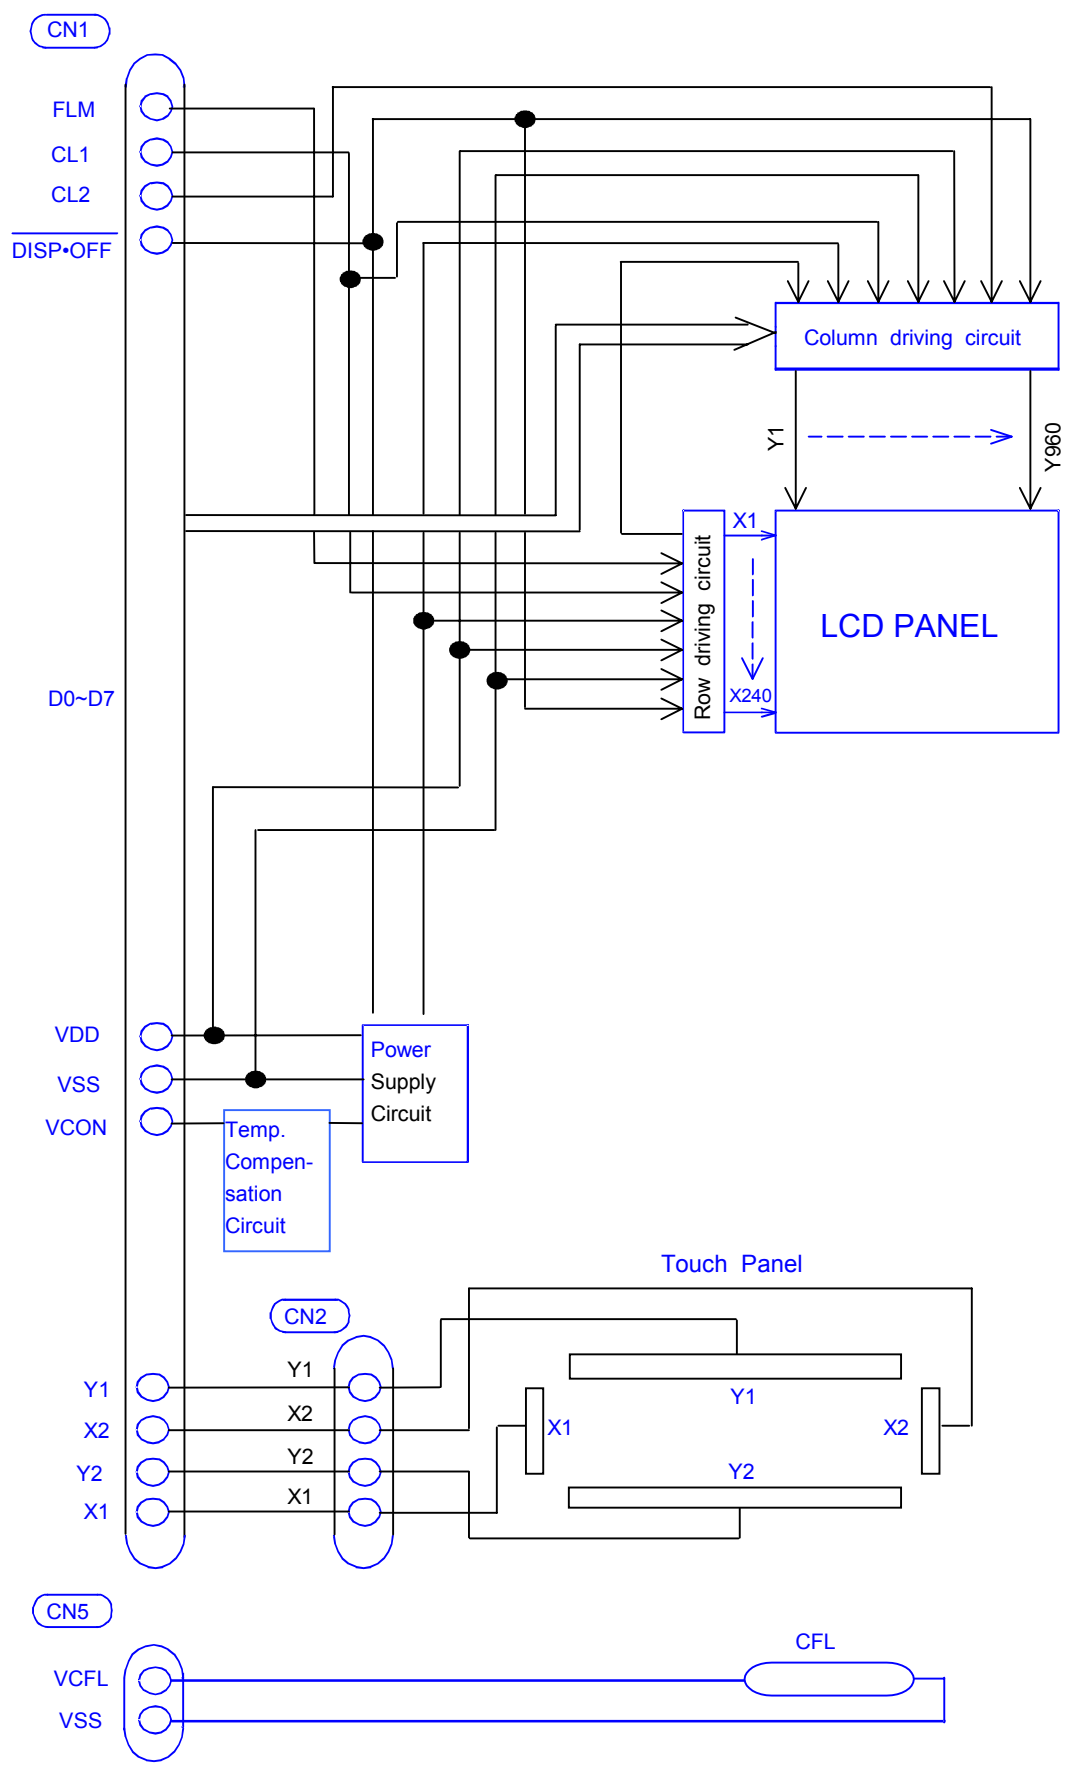 CN1
FLM
CL1
CL2
DISP•OFF
Column driving circuit
Y1
Y960
X1
Row driving circuit
LCD PANEL
X240
D0~D7
VDD
VSS
VCON
Power
Supply
Circuit
Temp.
Compen-
sation
Circuit
Touch Panel
CN2
Y1
X2
Y2
X1
Y1
X2
Y2
X1
Y1
X1
X2
Y2
CN5
CFL
VCFL
VSS